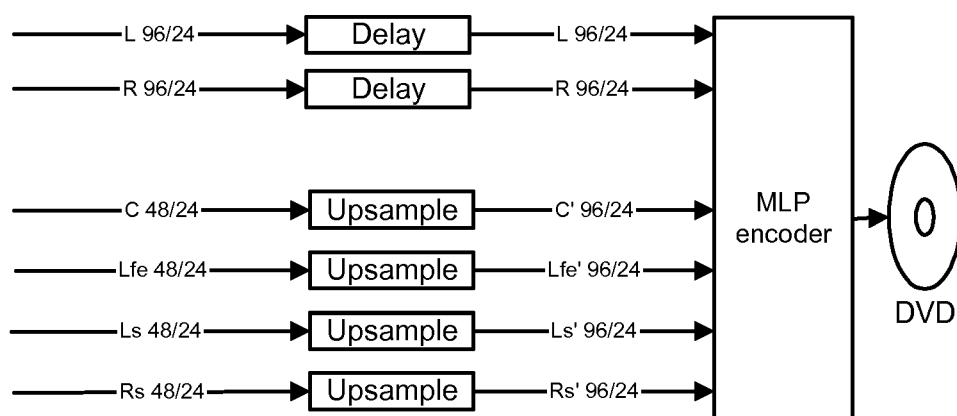 L 96/24 Delay L 96/24
R 96/24 Delay R 96/24
C 48/24 Upsample C' 96/24
Lfe 48/24 Upsample Lfe' 96/24
Ls 48/24 Upsample Ls' 96/24
Rs 48/24 Upsample Rs' 96/24
MLP
encoder
DVD